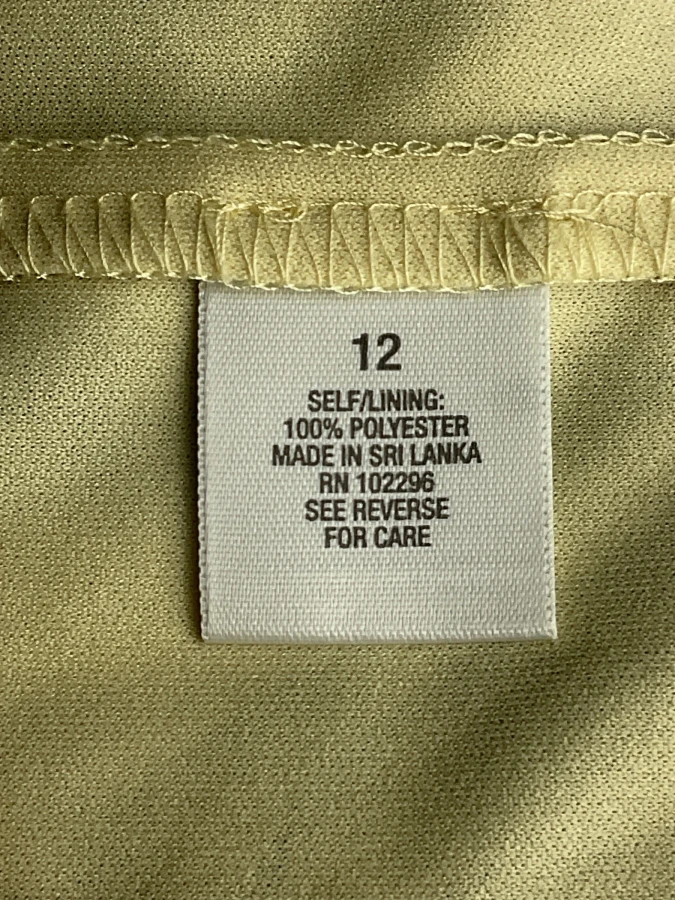 12
SELF/LINING:
100% POLYESTER
MADE IN SRI LANKA
RN 102296
SEE REVERSE
FOR CARE